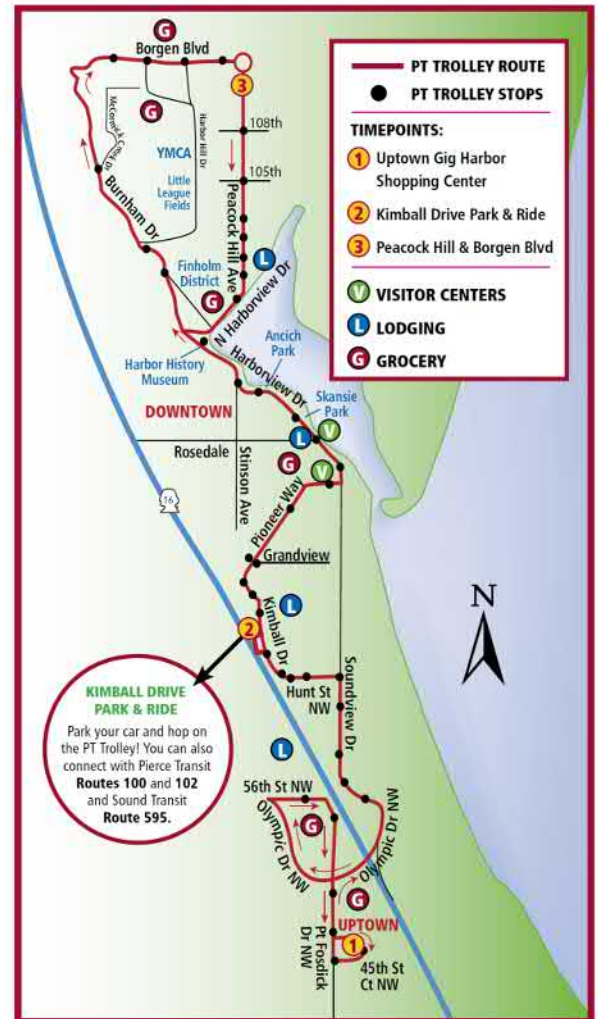 G
Borgen Blvd
3
G
108th
McCormick Creek Dr
Harbor Hill Dr
YMCA
105th
Little
League
Fields
Burnham Dr
Peacock Hill Ave
L
Finholm
District
G
N Harborview Dr
Ancich
Park
Harbor History
Museum
Harborview Dr
Skansie
Park
DOWNTOWN
V
L
Rosedale
G
V
Stinson Ave
Pioneer Way
16
Grandview
L
2
Kimball Dr
Hunt St
NW
Soundview Dr
L
56th St NW
G
Olympic Dr NW
Olympic Dr NW
G
UPTOWN
1
Pt Fosdick
Dr NW
45th St
Ct NW
N
PT TROLLEY ROUTE
PT TROLLEY STOPS
TIMEPOINTS:
1 Uptown Gig Harbor
Shopping Center
2 Kimball Drive Park & Ride
3 Peacock Hill & Borgen Blvd
V VISITOR CENTERS
L LODGING
G GROCERY
KIMBALL DRIVE
PARK & RIDE
Park your car and hop on
the PT Trolley! You can also
connect with Pierce Transit
Routes 100 and 102
and Sound Transit
Route 595.